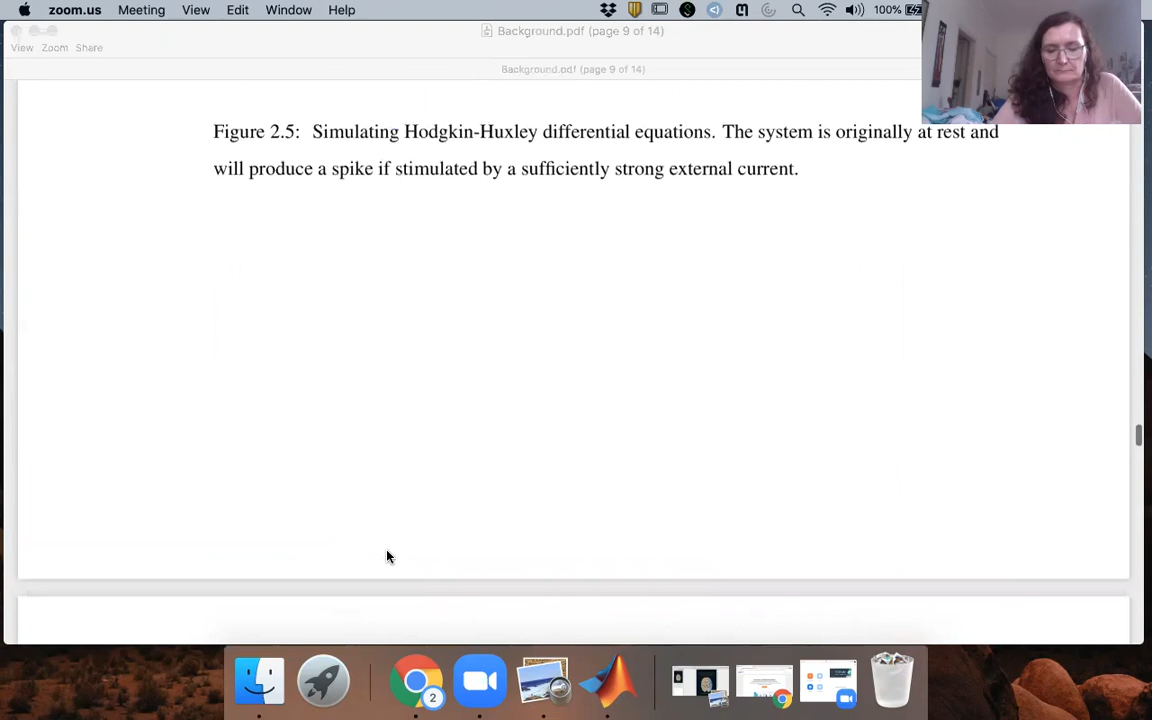 zoom.us Meeting View Edit Window Help 100%
Background.pdf (page 9 of 14)
View Zoom Share
Background.pdf (page 9 of 14)
Figure 2.5: Simulating Hodgkin-Huxley differential equations. The system is originally at rest and
will produce a spike if stimulated by a sufficiently strong external current.
2